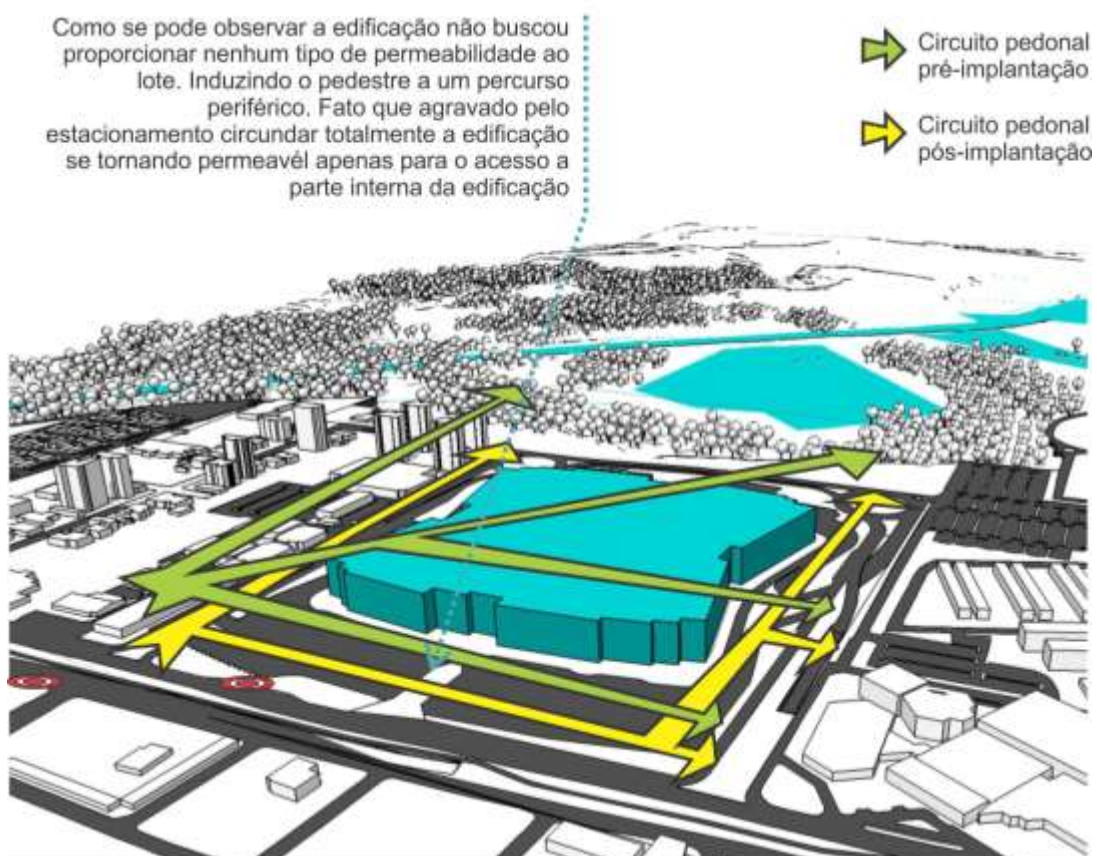 Como se pode observar a edificação não buscou
proporcionar nenhum tipo de permeabilidade ao
lote. Induzindo o pedestre a um percurso
periférico. Fato que agravado pelo
estacionamento circundar totalmente a edificação
se tornando permeavél apenas para o acesso a
parte interna da edificação
Circuito pedonal
pré-implantação
Circuito pedonal
pós-implantação